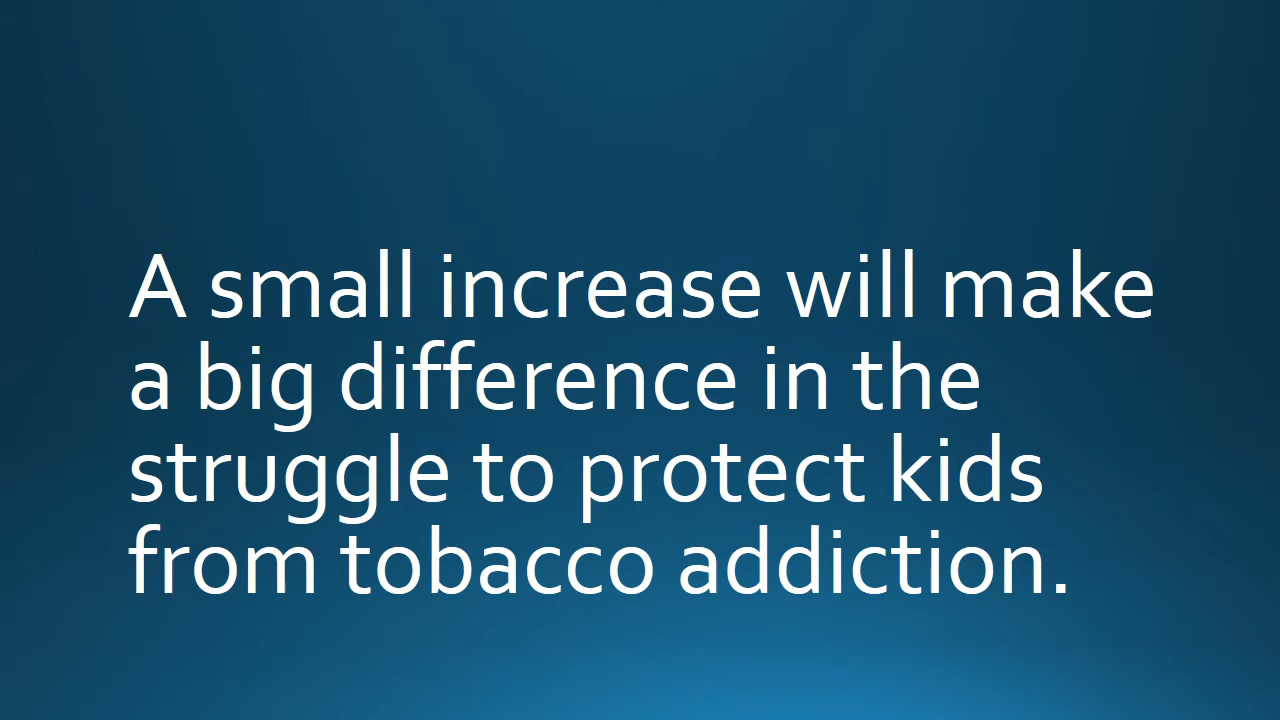 A small increase will make
a big difference in the
struggle to protect kids
from tobacco addiction.